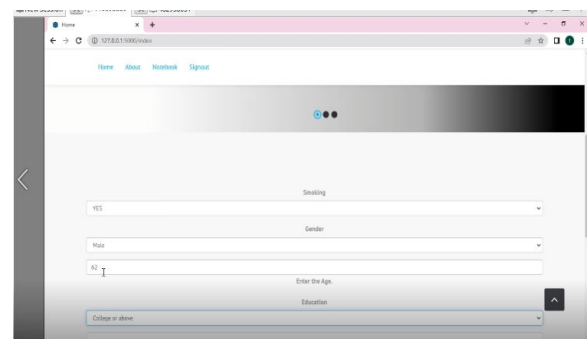 Home
127.0.0.1:5000/index
Home About Notebook Signout
Smoking
YES
Gender
Male
62
Enter the Age.
Education
College or above